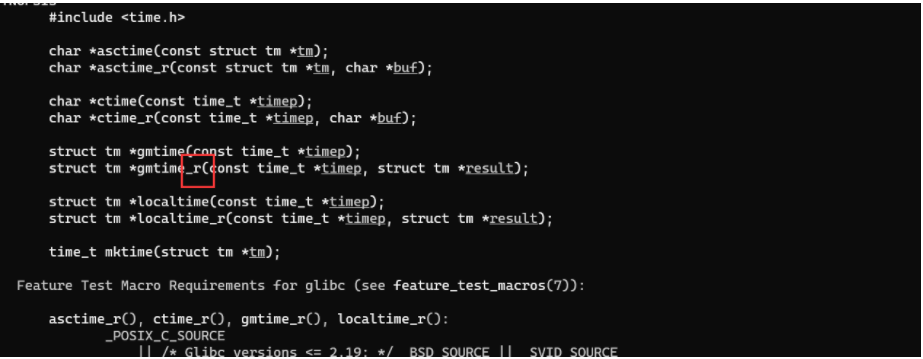 #include <time.h>
char *asctime(const struct tm *tm);
char *asctime_r(const struct tm *tm, char *buf);
char *ctime(const time_t *timep);
char *ctime_r(const time_t *timep, char *buf);
struct tm *gmtime(const time_t *timep);
struct tm *gmtime_r(const time_t *timep, struct tm *result);
struct tm *localtime(const time_t *timep);
struct tm *localtime_r(const time_t *timep, struct tm *result);
time_t mktime(struct tm *tm);
Feature Test Macro Requirements for glibc (see feature_test_macros(7)):
asctime_r(), ctime_r(), gmtime_r(), localtime_r():
_POSIX_C_SOURCE
|| /* Glibc versions <= 2.19: */ _BSD_SOURCE || _SVID_SOURCE